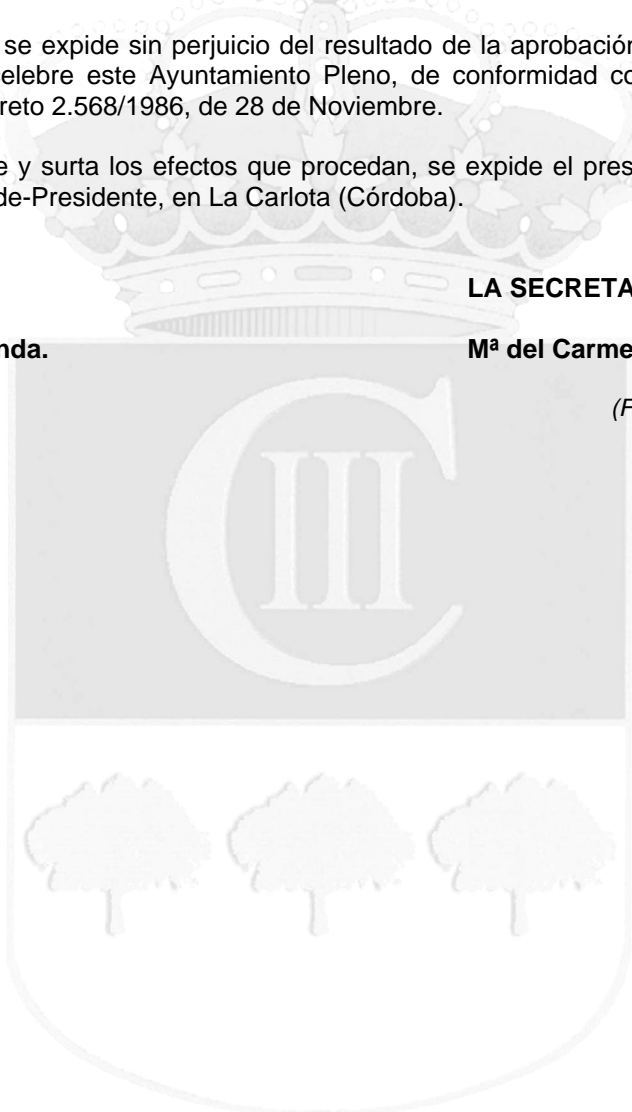 se expide sin perjuicio del resultado de la aprobación
celebre este Ayuntamiento Pleno, de conformidad co
reto 2.568/1986, de 28 de Noviembre.
e y surta los efectos que procedan, se expide el pres
de-Presidente, en La Carlota (Córdoba).
LA SECRETA
nda.
Mª del Carme
(F
C III